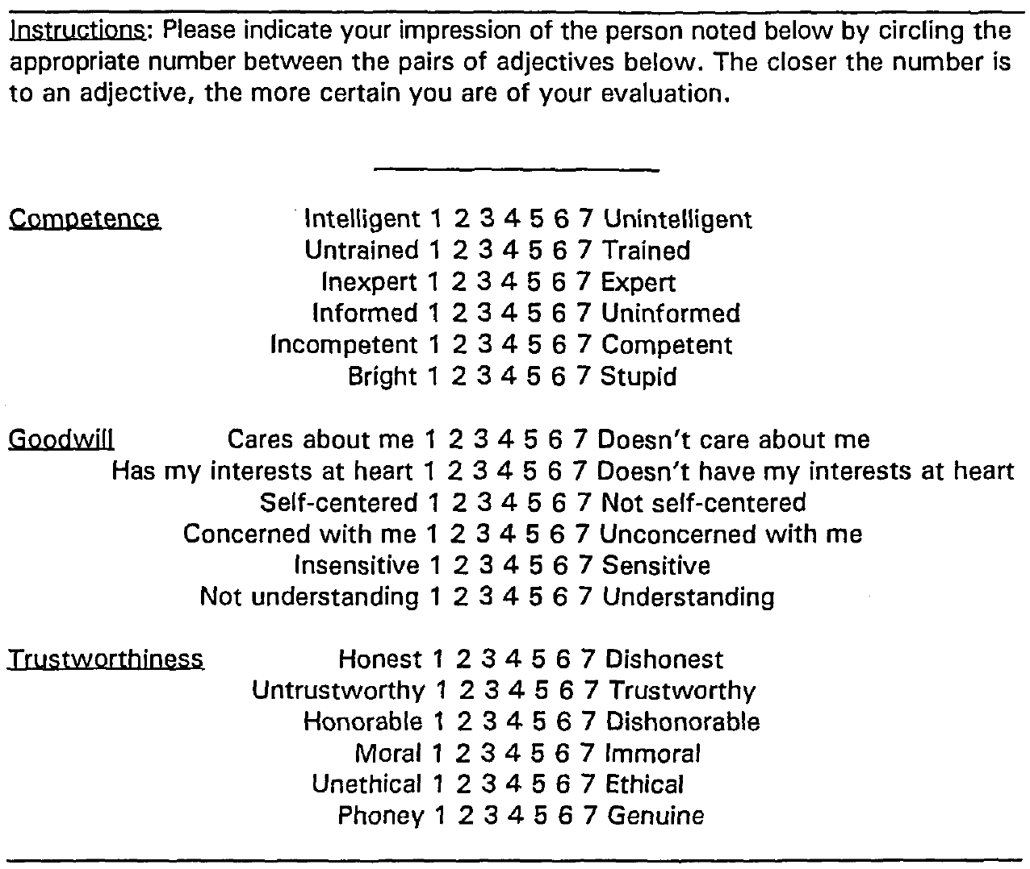 Instructions: Please indicate your impression of the person noted below by circling the
appropriate number between the pairs of adjectives below. The closer the number is
to an adjective, the more certain you are of your evaluation.
Competence Intelligent 1 2 3 4 5 6 7 Unintelligent
Untrained 1 2 3 4 5 6 7 Trained
Inexpert 1 2 3 4 5 6 7 Expert
Informed 1 2 3 4 5 6 7 Uninformed
Incompetent 1 2 3 4 5 6 7 Competent
Bright 1 2 3 4 5 6 7 Stupid
Goodwill Cares about me 1 2 3 4 5 6 7 Doesn't care about me
Has my interests at heart 1 2 3 4 5 6 7 Doesn't have my interests at heart
Self-centered 1 2 3 4 5 6 7 Not self-centered
Concerned with me 1 2 3 4 5 6 7 Unconcerned with me
Insensitive 1 2 3 4 5 6 7 Sensitive
Not understanding 1 2 3 4 5 6 7 Understanding
Trustworthiness Honest 1 2 3 4 5 6 7 Dishonest
Untrustworthy 1 2 3 4 5 6 7 Trustworthy
Honorable 1 2 3 4 5 6 7 Dishonorable
Moral 1 2 3 4 5 6 7 Immoral
Unethical 1 2 3 4 5 6 7 Ethical
Phoney 1 2 3 4 5 6 7 Genuine